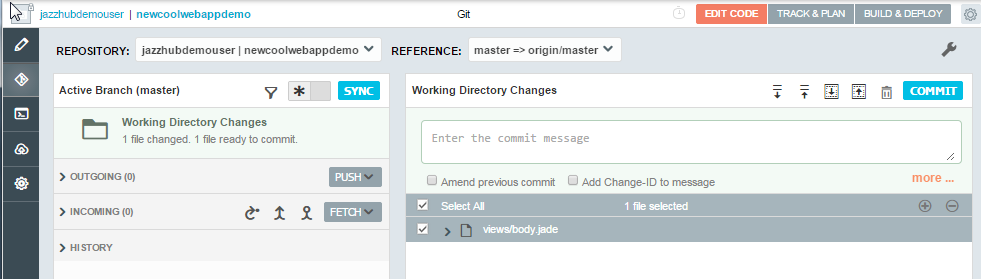 jazzhubdemouser | newcoolwebappdemo
Git
EDIT CODE
TRACK & PLAN
BUILD & DEPLOY
REPOSITORY: jazzhubdemouser | newcoolwebappdemo
REFERENCE: master => origin/master
Active Branch (master)
SYNC
Working Directory Changes
1 file changed. 1 file ready to commit.
OUTGOING (0)
PUSH
INCOMING (0)
FETCH
HISTORY
Working Directory Changes
COMMIT
Enter the commit message
Amend previous commit
Add Change-ID to message
more ...
Select All
1 file selected
views/body.jade